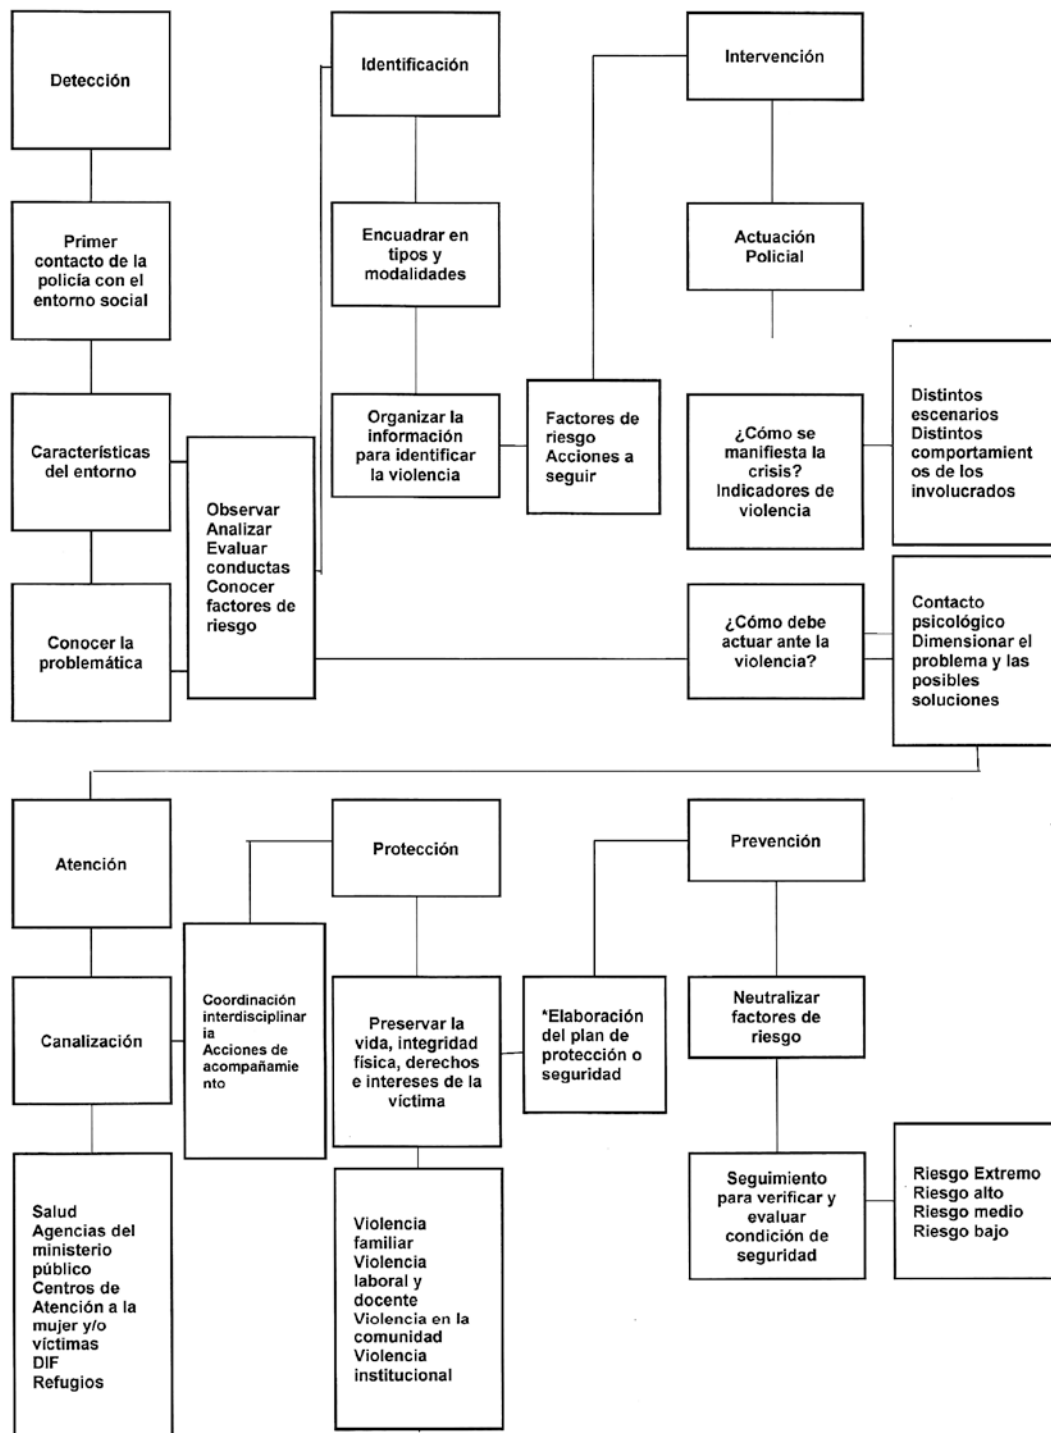 Detección
Primer
contacto de la
policía con el
entorno social
Características
del entorno
Conocer la
problemática
Observar
Analizar
Evaluar
conductas
Conocer
factores de
riesgo
Identificación
Encuadrar en
tipos y
modalidades
Organizar la
información
para identificar
la violencia
Factores de
riesgo
Acciones a
seguir
Intervención
Actuación
Policial
¿Cómo se
manifiesta la
crisis?
Indicadores de
violencia
Distintos
escenarios
Distintos
comportamient
os de los
involucrados
¿Cómo debe
actuar ante la
violencia?
Contacto
psicológico
Dimensionar el
problema y las
posibles
soluciones
Atención
Canalización
Salud
Agencias del
ministerio
público
Centros de
Atención a la
mujer y/o
víctimas
DIF
Refugios
Coordinación
interdisciplinar
ia
Acciones de
acompañamie
nto
Protección
Preservar la
vida, integridad
física, derechos
e intereses de la
víctima
Violencia
familiar
Violencia
laboral y
docente
Violencia en la
comunidad
Violencia
institucional
*Elaboración
del plan de
protección o
seguridad
Prevención
Neutralizar
factores de
riesgo
Seguimiento
para verificar y
evaluar
condición de
seguridad
Riesgo Extremo
Riesgo alto
Riesgo medio
Riesgo bajo